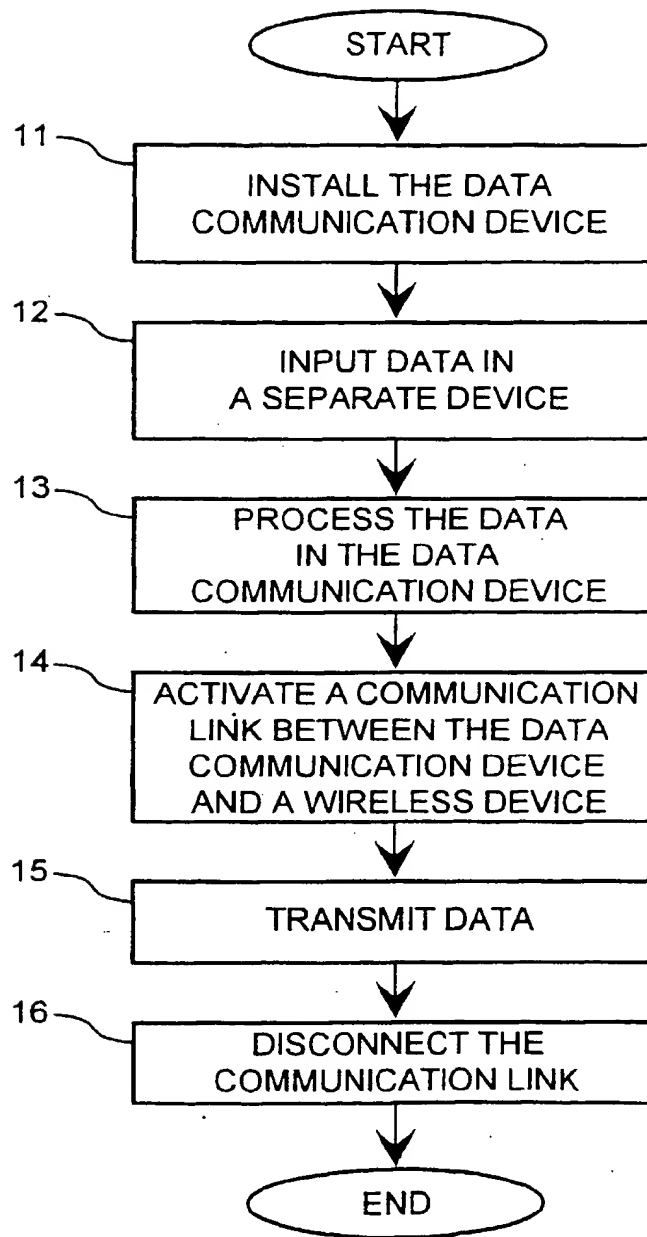 START
11
INSTALL THE DATA
COMMUNICATION DEVICE
12
INPUT DATA IN
A SEPARATE DEVICE
13
PROCESS THE DATA
IN THE DATA
COMMUNICATION DEVICE
14
ACTIVATE A COMMUNICATION
LINK BETWEEN THE DATA
COMMUNICATION DEVICE
AND A WIRELESS DEVICE
15
TRANSMIT DATA
16
DISCONNECT THE
COMMUNICATION LINK
END